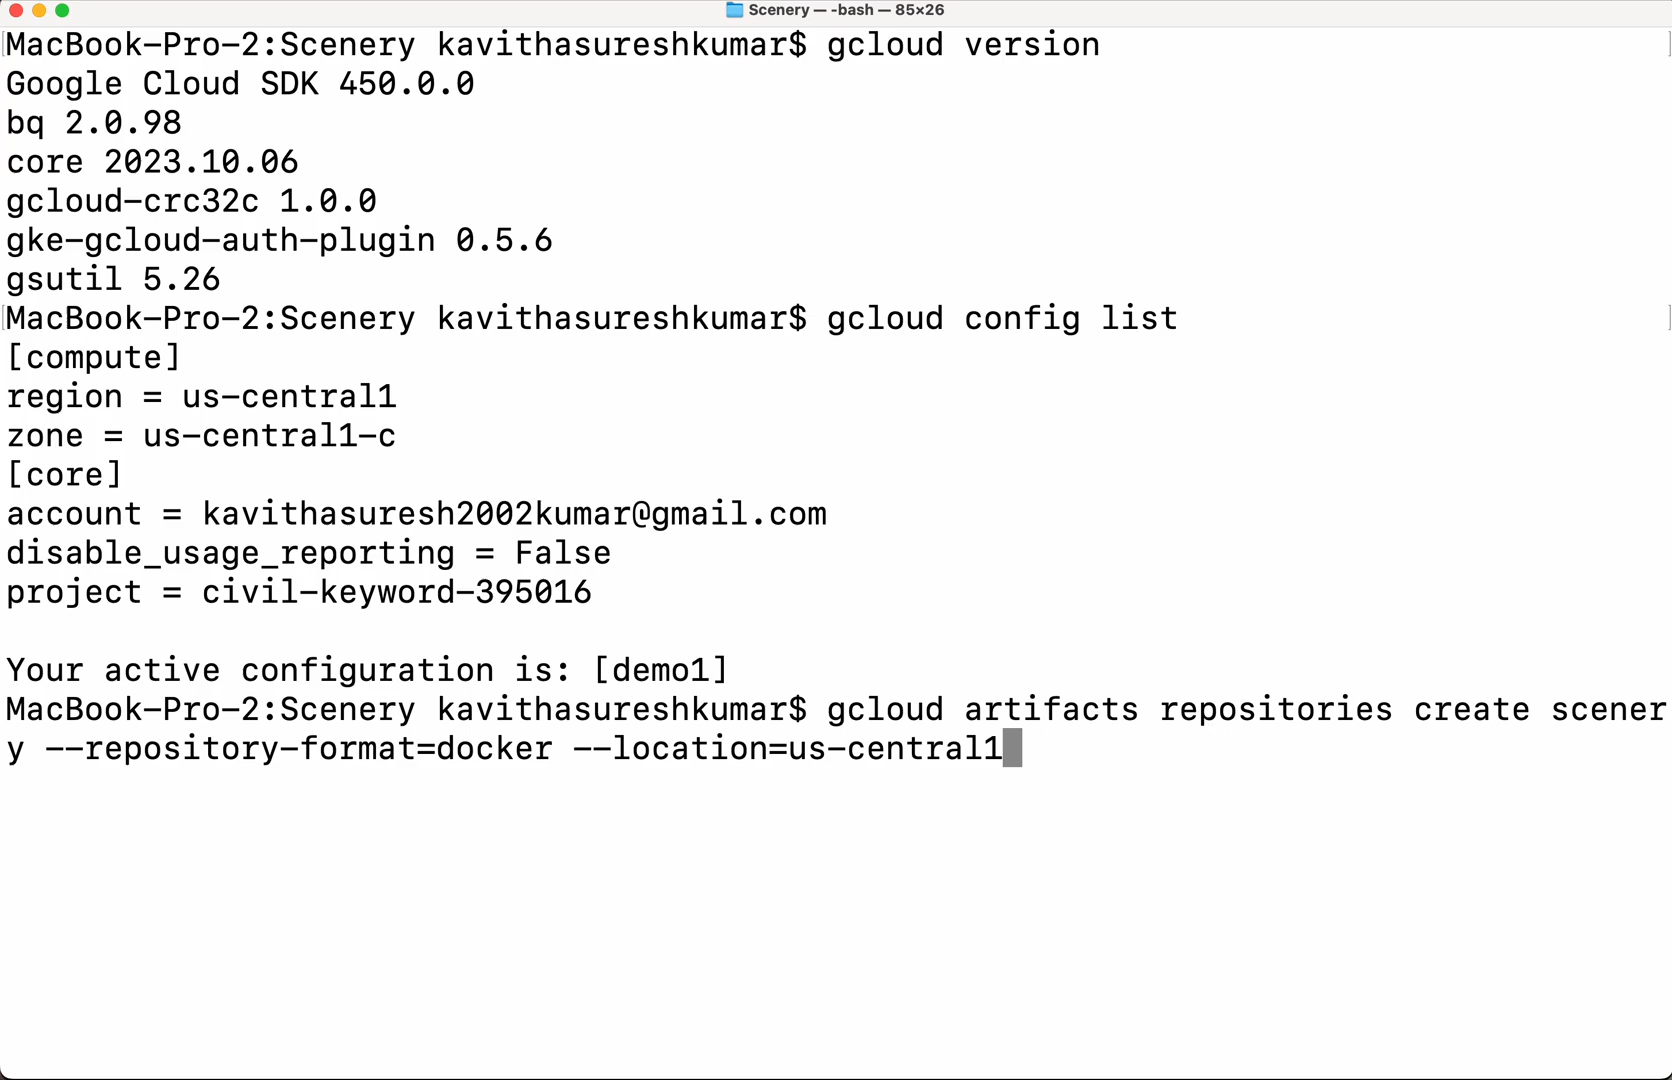 Scenery — -bash — 85×26
MacBook-Pro-2:Scenery kavithasureshkumar$ gcloud version
Google Cloud SDK 450.0.0
bq 2.0.98
core 2023.10.06
gcloud-crc32c 1.0.0
gke-gcloud-auth-plugin 0.5.6
gsutil 5.26
MacBook-Pro-2:Scenery kavithasureshkumar$ gcloud config list
[compute]
region = us-central1
zone = us-central1-c
[core]
account = kavithasuresh2002kumar@gmail.com
disable_usage_reporting = False
project = civil-keyword-395016
Your active configuration is: [demo1]
MacBook-Pro-2:Scenery kavithasureshkumar$ gcloud artifacts repositories create scener
y --repository-format=docker --location=us-central1